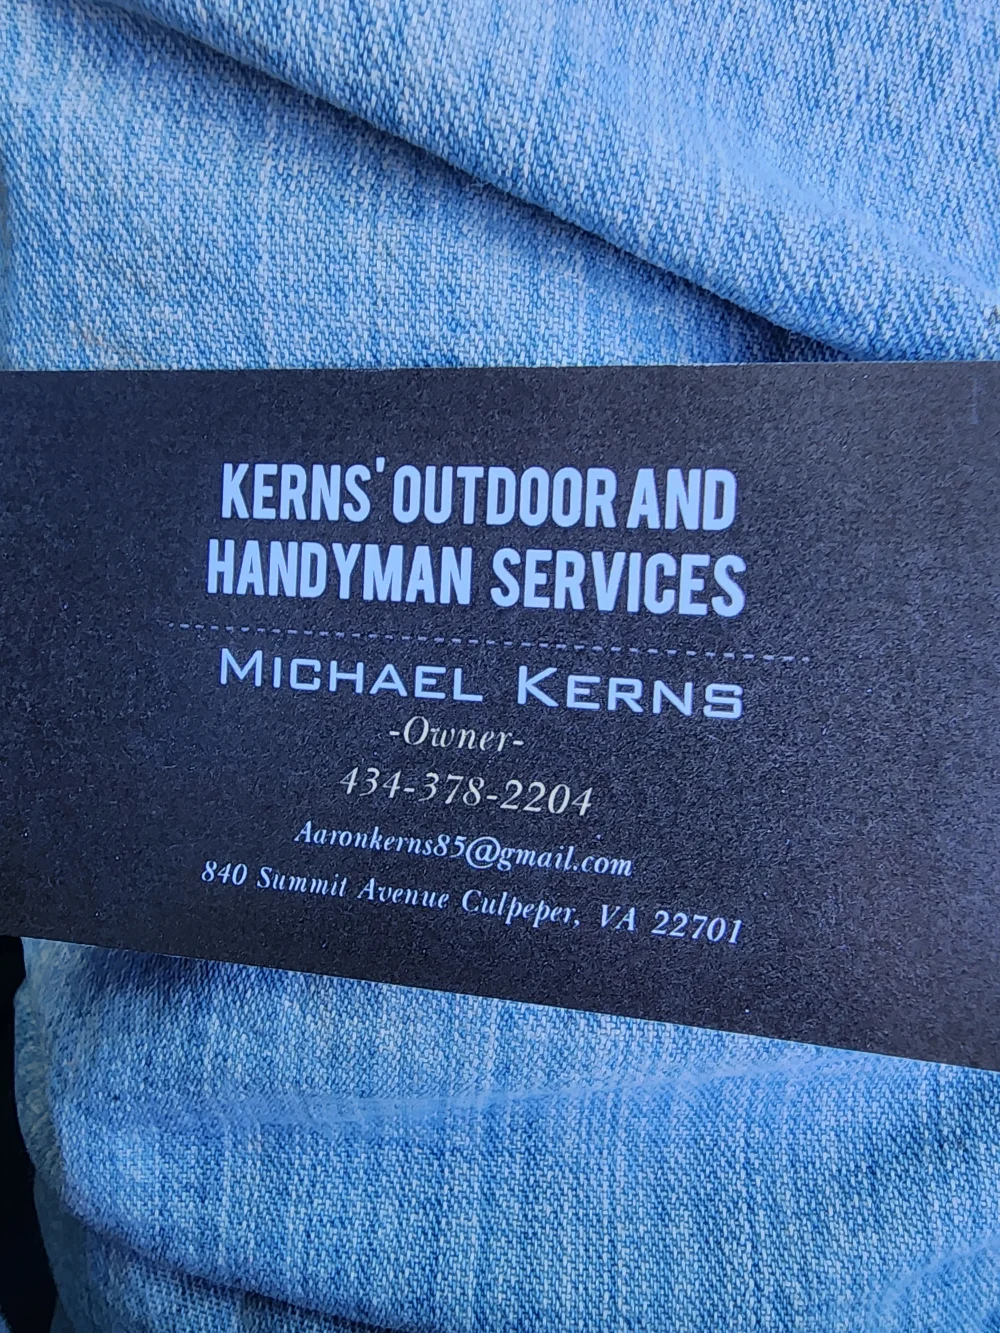 KERNS' OUTDOOR AND
HANDYMAN SERVICES
MICHAEL KERNS
-Owner-
434-378-2204
Aaronkerns85@gmail.com
840 Summit Avenue Culpeper, VA 22701